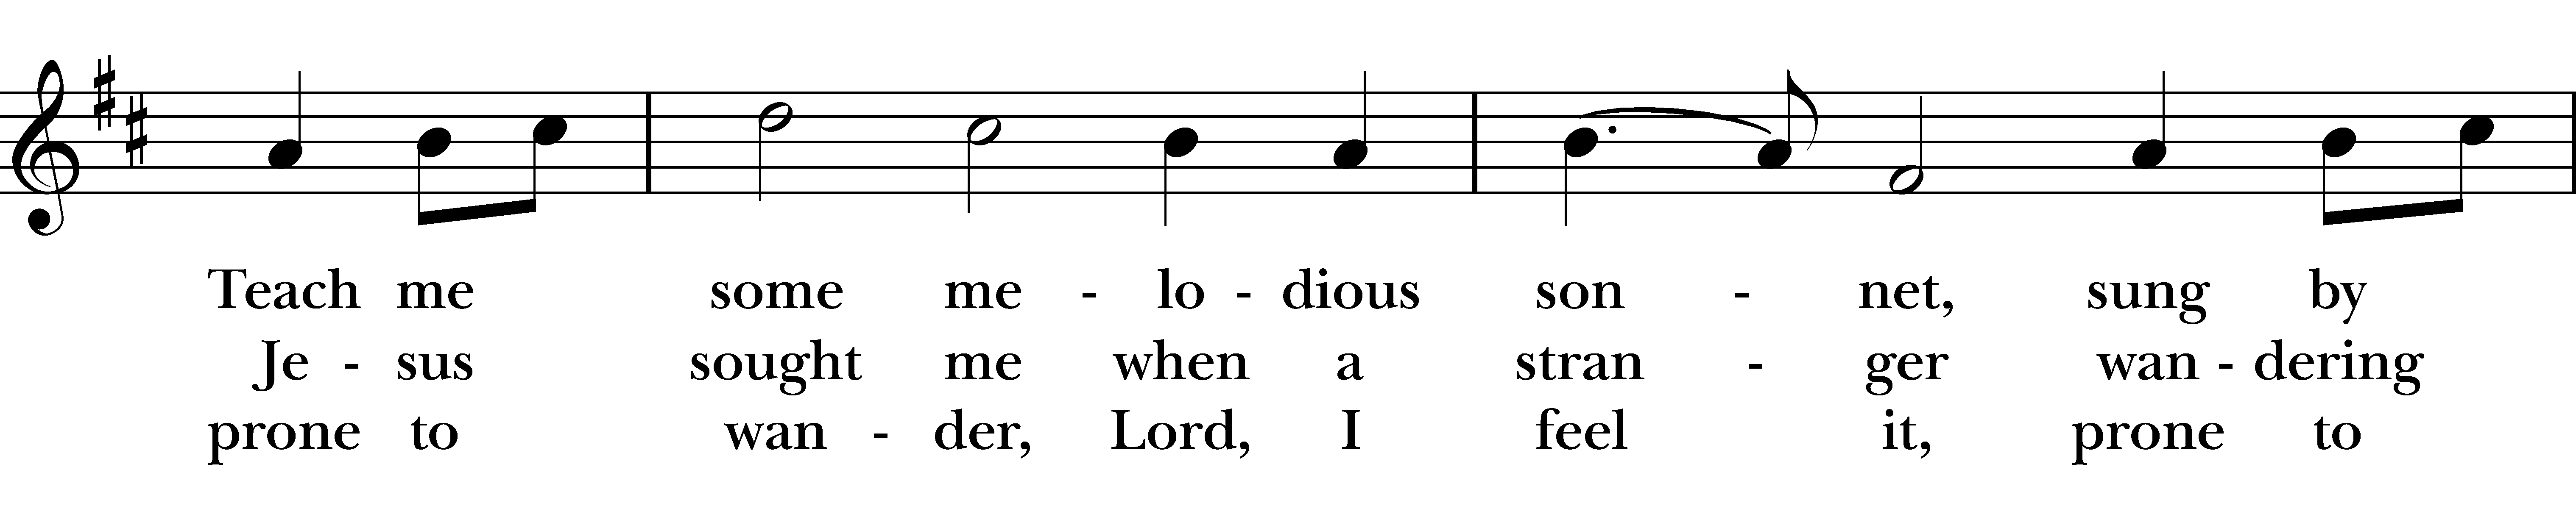 Teach me some me - lo - dious son - net, sung by
Je - sus sought me when a stran - ger wan - dering
prone to wan - der, Lord, I feel it, prone to